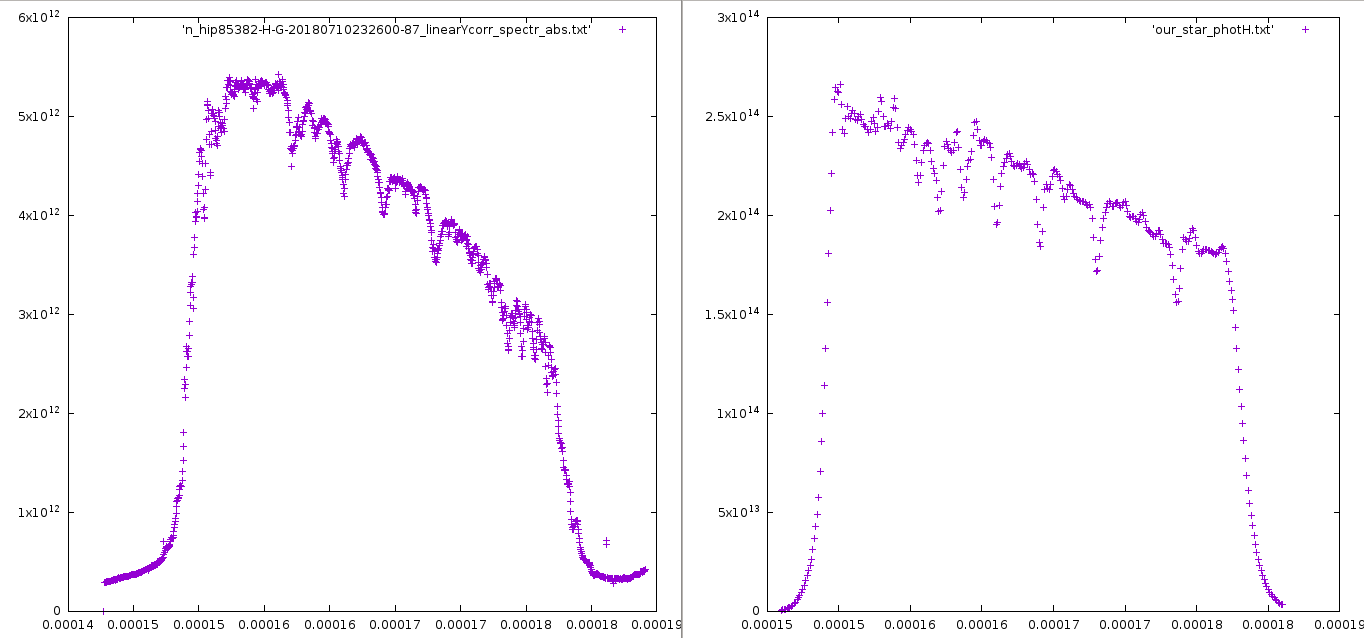 'n_hip85382-H-G-20180710232600-87_linearYcorr_spectr_abs.txt'
6x10^12
5x10^12
4x10^12
3x10^12
2x10^12
1x10^12
0
0.00014 0.00015 0.00015 0.00016 0.00016 0.00017 0.00017 0.00018 0.00018 0.00019
'our_star_photH.txt'
3x10^14
2.5x10^14
2x10^14
1.5x10^14
1x10^14
5x10^13
0
0.00015 0.00015 0.00016 0.00016 0.00017 0.00017 0.00018 0.00018 0.00019